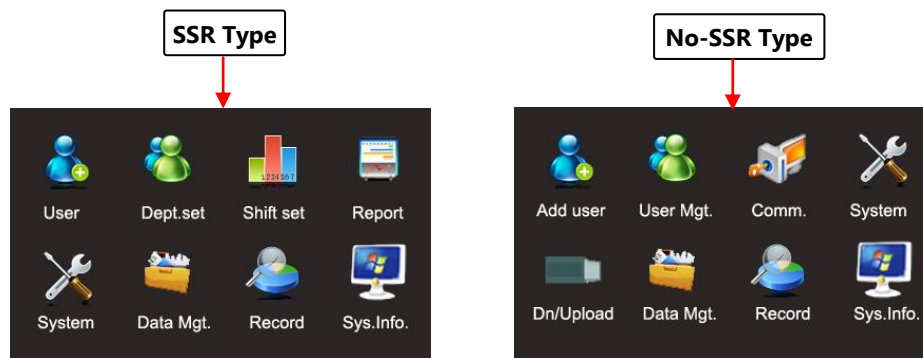 SSR Type
No-SSR Type
User Dept.set Shift set Report
System Data Mgt. Record Sys.Info.
Add user User Mgt. Comm. System
Dn/Upload Data Mgt. Record Sys.Info.